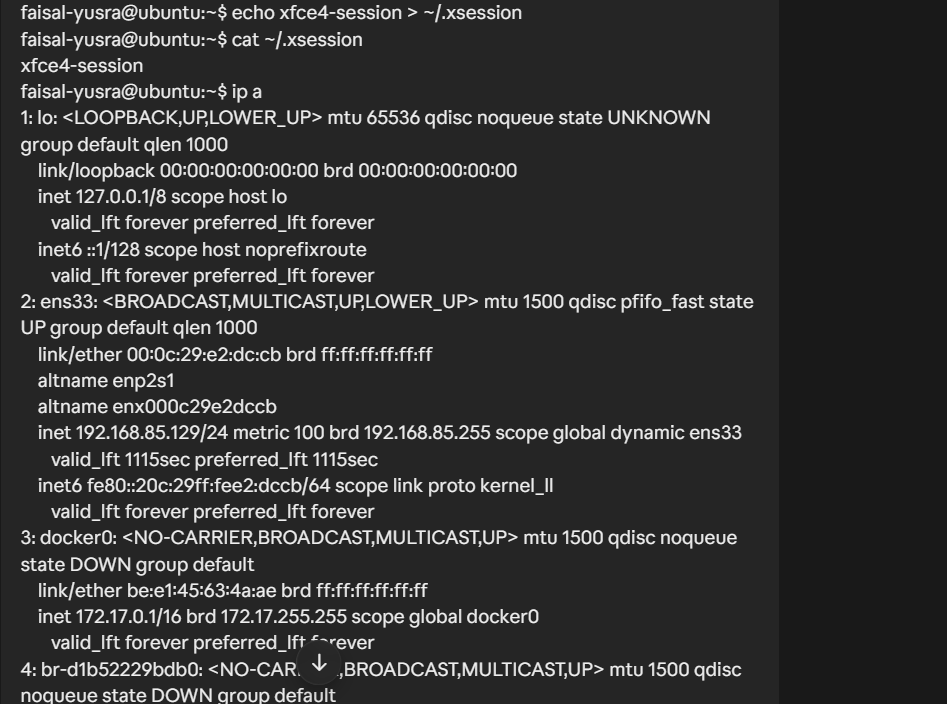 faisal-yusra@ubuntu:~$ echo xfce4-session > ~/.xsession
faisal-yusra@ubuntu:~$ cat ~/.xsession
xfce4-session
faisal-yusra@ubuntu:~$ ip a
1: lo: <LOOPBACK,UP,LOWER_UP> mtu 65536 qdisc noqueue state UNKNOWN
group default qlen 1000
link/loopback 00:00:00:00:00:00 brd 00:00:00:00:00:00
inet 127.0.0.1/8 scope host lo
valid_lft forever preferred_lft forever
inet6 ::1/128 scope host noprefixroute
valid_lft forever preferred_lft forever
2: ens33: <BROADCAST,MULTICAST,UP,LOWER_UP> mtu 1500 qdisc pfifo_fast state
UP group default qlen 1000
link/ether 00:0c:29:e2:dc:cb brd ff:ff:ff:ff:ff:ff
altname enp2s1
altname enx000c29e2dccb
inet 192.168.85.129/24 metric 100 brd 192.168.85.255 scope global dynamic ens33
valid_lft 1115sec preferred_lft 1115sec
inet6 fe80::20c:29ff:fee2:dccb/64 scope link proto kernel_ll
valid_lft forever preferred_lft forever
3: docker0: <NO-CARRIER,BROADCAST,MULTICAST,UP> mtu 1500 qdisc noqueue
state DOWN group default
link/ether be:e1:45:63:4a:ae brd ff:ff:ff:ff:ff:ff
inet 172.17.0.1/16 brd 172.17.255.255 scope global docker0
valid_lft forever preferred_lft forever
4: br-d1b52229bdb0: <NO-CAR ,BROADCAST,MULTICAST,UP> mtu 1500 qdisc
noqueue state DOWN group default